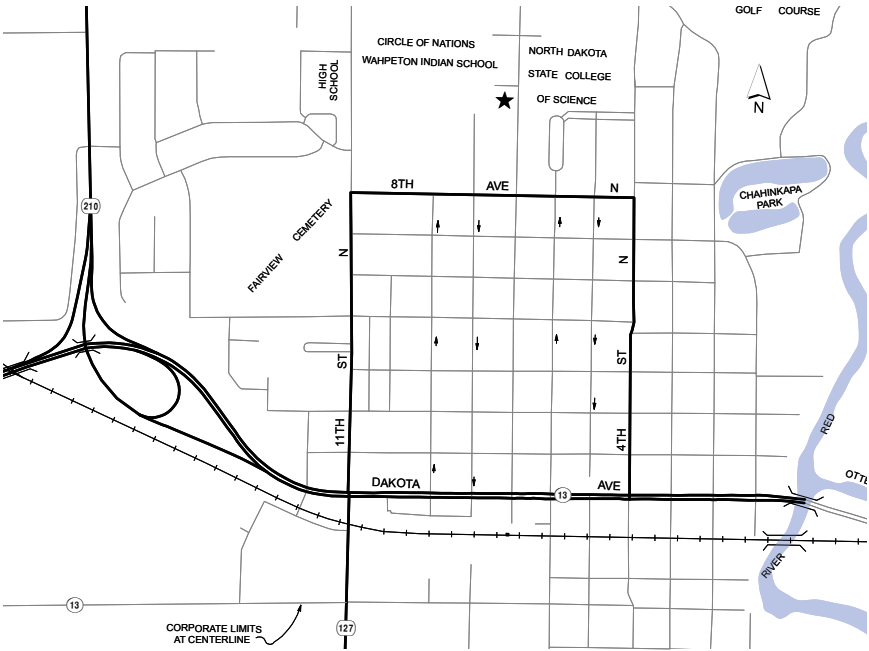 GOLF COURSE
CIRCLE OF NATIONS
WAHPETON INDIAN SCHOOL
NORTH DAKOTA
STATE COLLEGE
OF SCIENCE
HIGH
SCHOOL
N
8TH AVE N
CHAHINKAPA
PARK
210
FAIRVIEW CEMETERY
N
N
ST
ST
11TH
4TH
RED
DAKOTA AVE
13
OTTE
RIVER
13
CORPORATE LIMITS
AT CENTERLINE
127